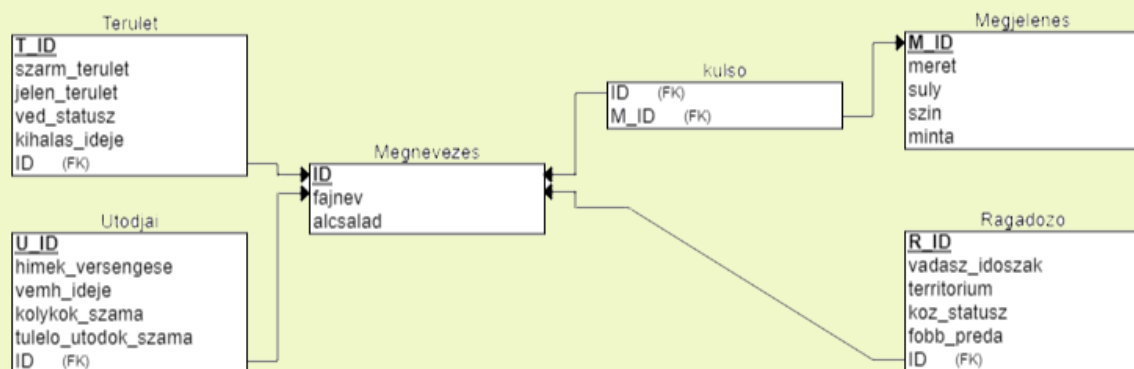 Terulet
T_ID
szarm_terulet
jelen_terulet
ved_statusz
kihalas_ideje
ID (FK)
Utodjai
U_ID
himek_versengese
vemh_ideje
kolykok_szama
tulelo_utodok_szama
ID (FK)
Megnevezes
ID
fajnev
alcsalad
kulso
ID (FK)
M_ID (FK)
Megjelenes
M_ID
meret
suly
szin
minta
Ragadozo
R_ID
vadasz_idoszak
territorium
koz_statusz
fobb_preda
ID (FK)